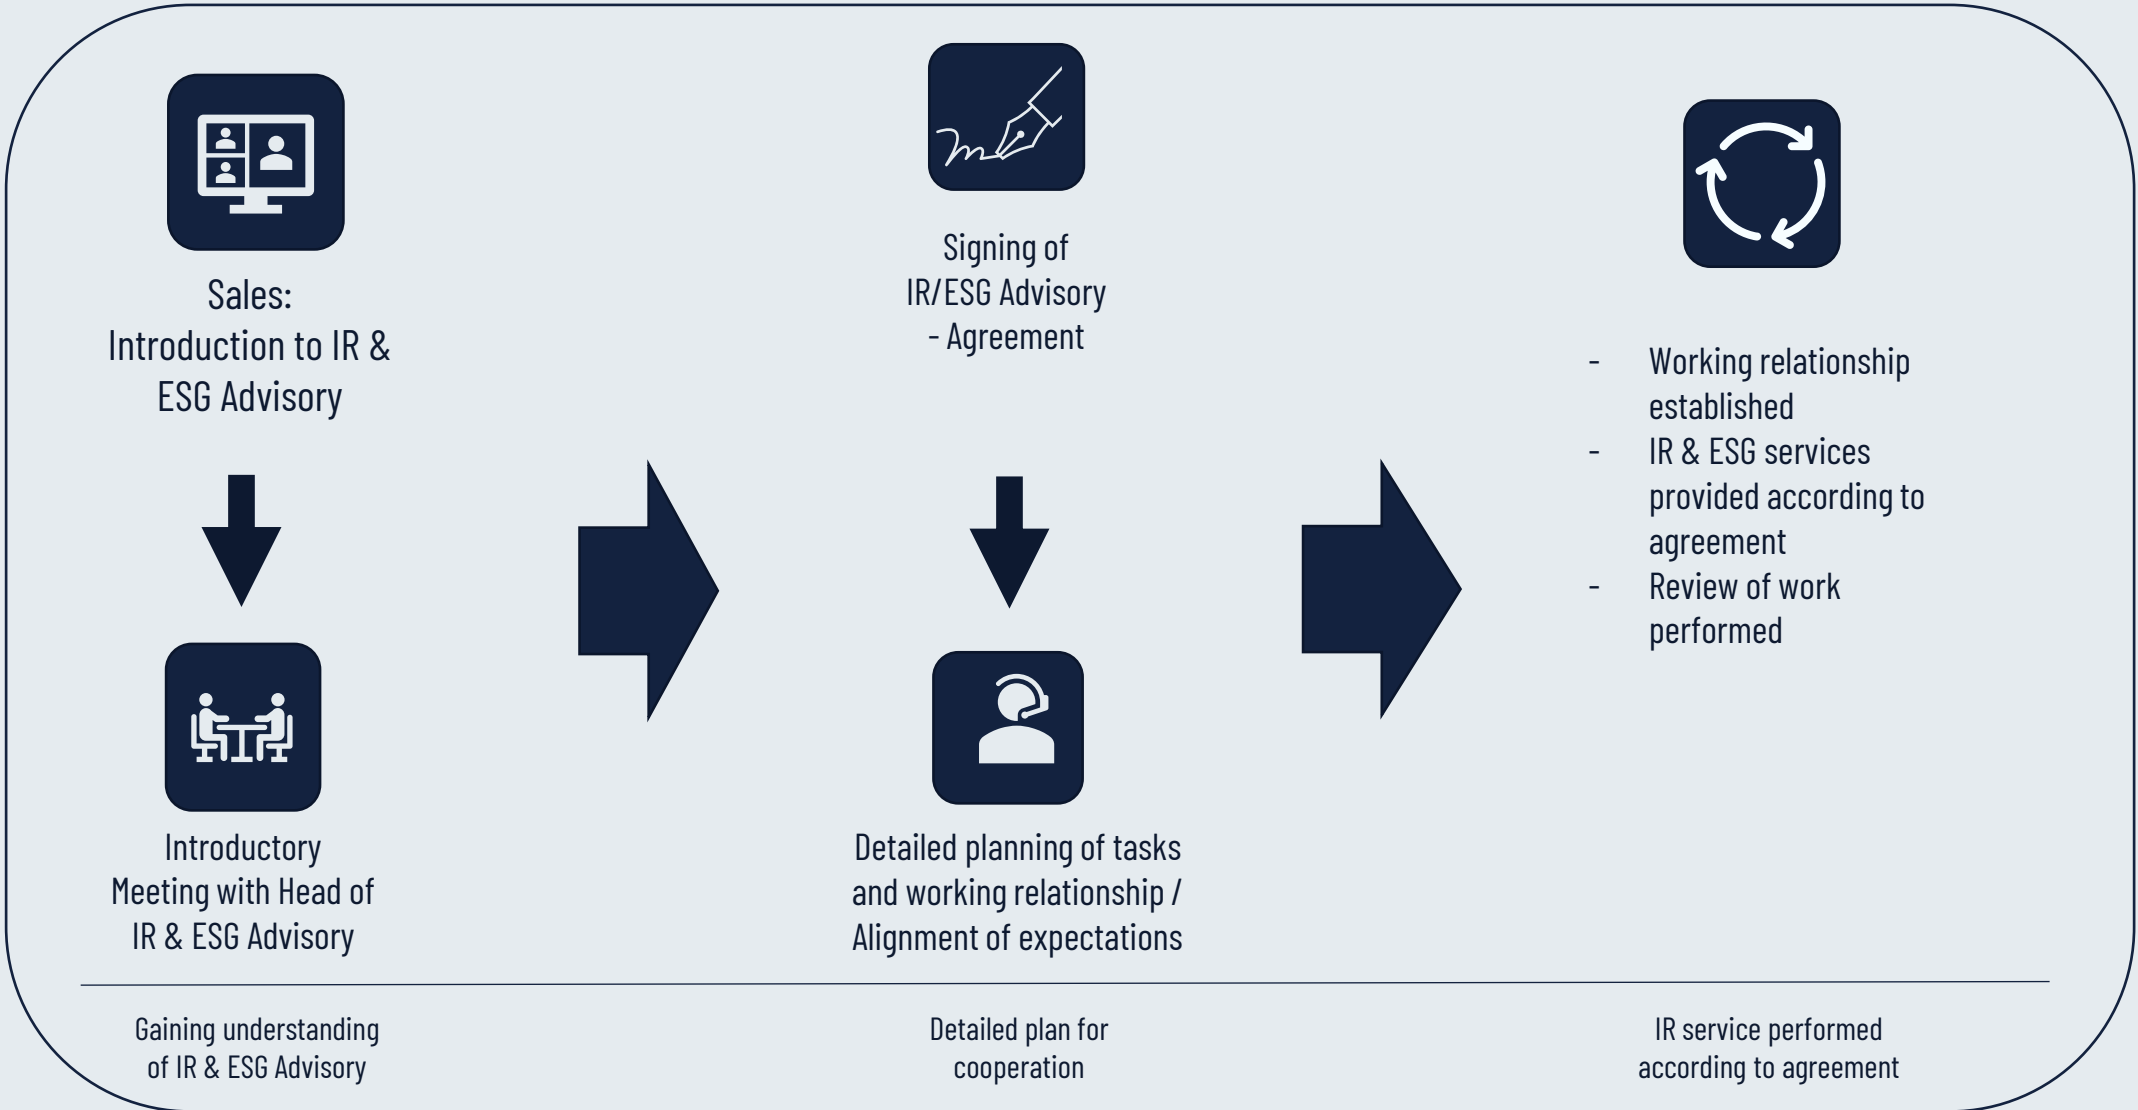 Sales:
Introduction to IR &
ESG Advisory
Introductory
Meeting with Head of
IR & ESG Advisory
Signing of
IR/ESG Advisory
- Agreement
Detailed planning of tasks
and working relationship /
Alignment of expectations
- Working relationship
established
- IR & ESG services
provided according to
agreement
- Review of work
performed
Gaining understanding
of IR & ESG Advisory
Detailed plan for
cooperation
IR service performed
according to agreement